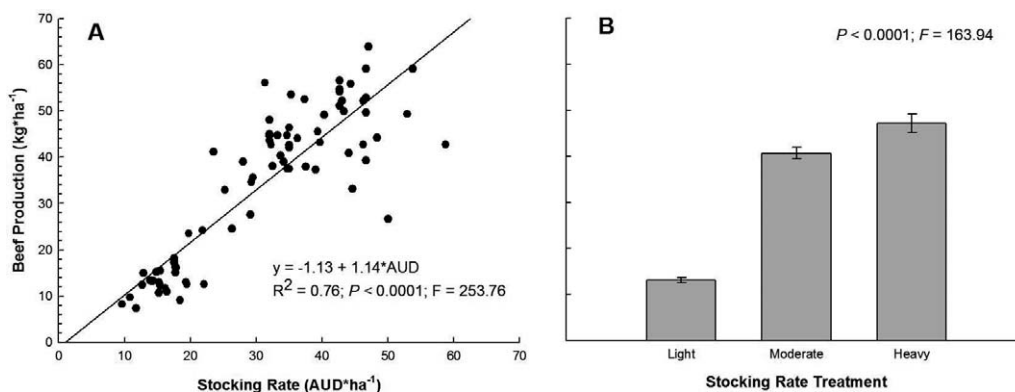 A
70
60
50
40
30
20
10
0
Beef Production (kg*ha⁻¹)
y = -1.13 + 1.14*AUD
R² = 0.76; P < 0.0001; F = 253.76
0 10 20 30 40 50 60 70
Stocking Rate (AUD*ha⁻¹)
B
P < 0.0001; F = 163.94
Light Moderate Heavy
Stocking Rate Treatment